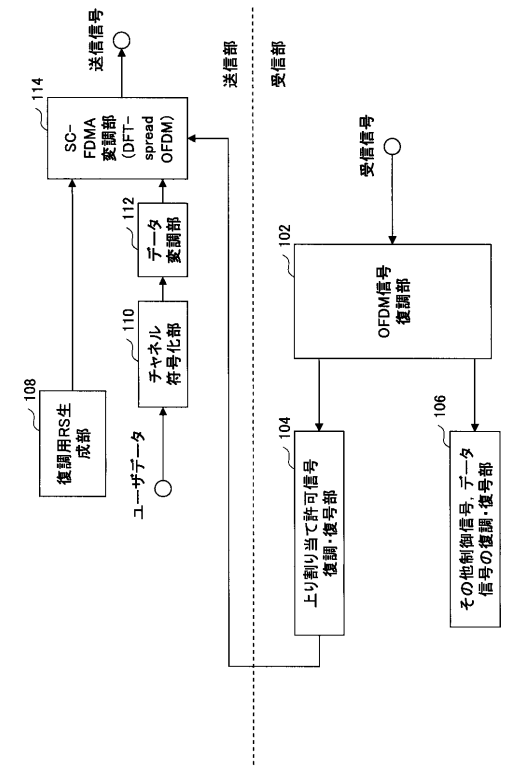 108
復調用RS生
成部
ユーザデータ
110
チャネル
符号化部
112
データ
変調部
114
SC-
FDMA
変調部
(DFT-
spread
OFDM)
送信信号
送信部
受信部
受信信号
102
OFDM信号
復調部
104
上り割り当て許可信号
復調・復号部
106
その他制御信号,データ
信号の復調・復号部